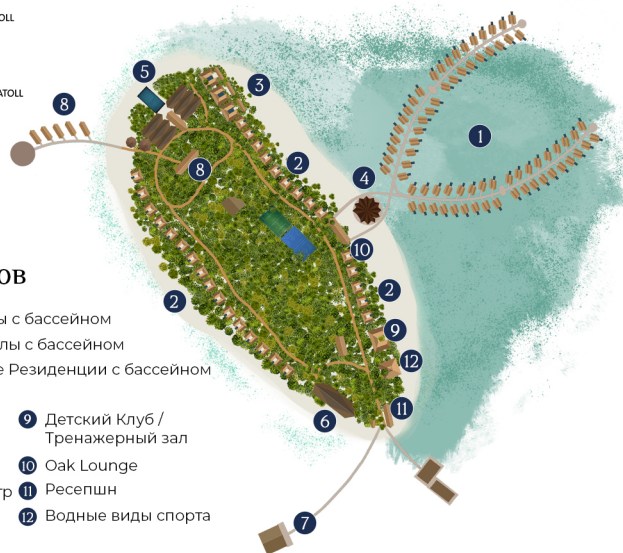 OLL
ATOLL
5
3
8
1
2
4
8
10
ов
2
2
ы с бассейном
9
лы с бассейном
12
е Резиденции с бассейном
11
6
9 Детский Клуб /
Тренажерный зал
10 Oak Lounge
тр 11 Ресепшн
12 Водные виды спорта
7